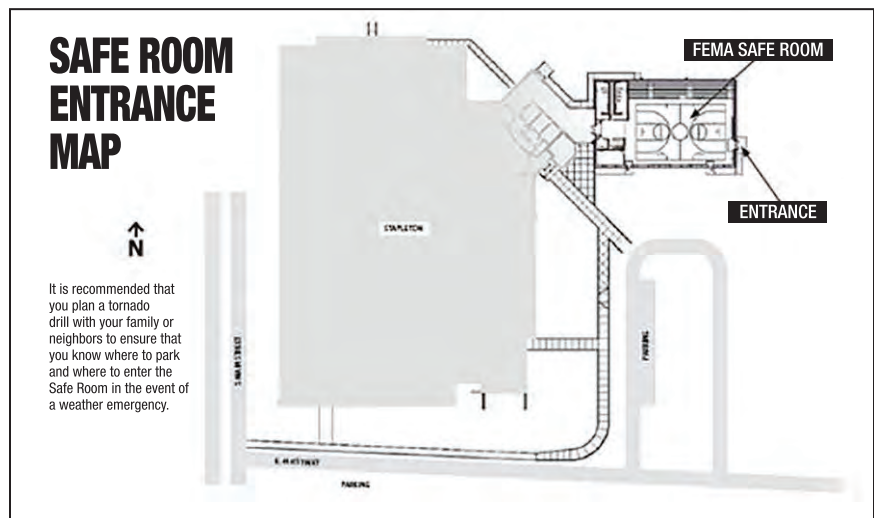 SAFE ROOM
ENTRANCE
MAP
FEMA SAFE ROOM
ENTRANCE
STAPLETON
N
It is recommended that
you plan a tornado
drill with your family or
neighbors to ensure that
you know where to park
and where to enter the
Safe Room in the event of
a weather emergency.
PARKING
PARKING